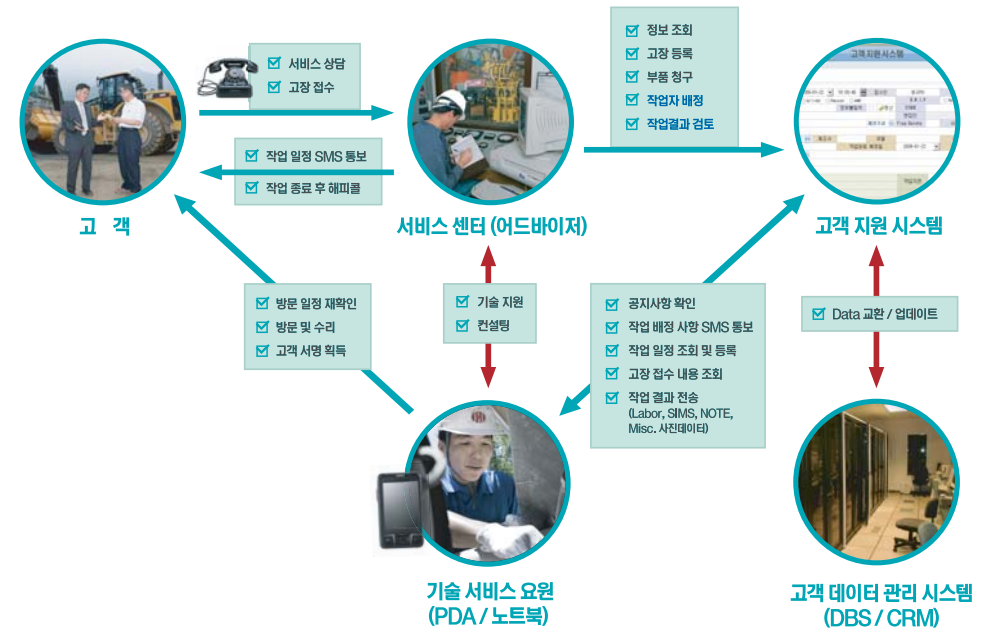 서비스 상담
고장 접수
정보 조회
고장 등록
부품 청구
작업자 배정
작업결과 검토
고객 지원 시스템
작업 일정 SMS 통보
작업 종료 후 해피콜
고 객
서비스 센터 (어드바이저)
고객 지원 시스템
방문 일정 재확인
방문 및 수리
고객 서명 획득
기술 지원
컨설팅
공지사항 확인
작업 배정 사항 SMS 통보
작업 일정 조회 및 등록
고장 접수 내용 조회
작업 결과 전송
(Labor, SIMS, NOTE,
Misc. 사진데이터)
Data 교환 / 업데이트
기술 서비스 요원
(PDA / 노트북)
고객 데이터 관리 시스템
(DBS / CRM)